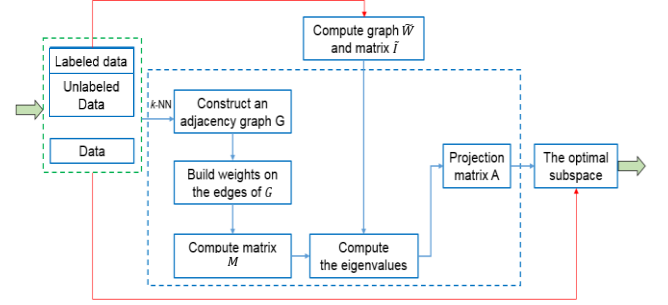 Compute graph W̃
and matrix Ĩ
Labeled data
Unlabeled
Data
Data
k-NN
Construct an
adjacency graph G
Build weights on
the edges of G
Compute matrix
M
Compute
the eigenvalues
Projection
matrix A
The optimal
subspace